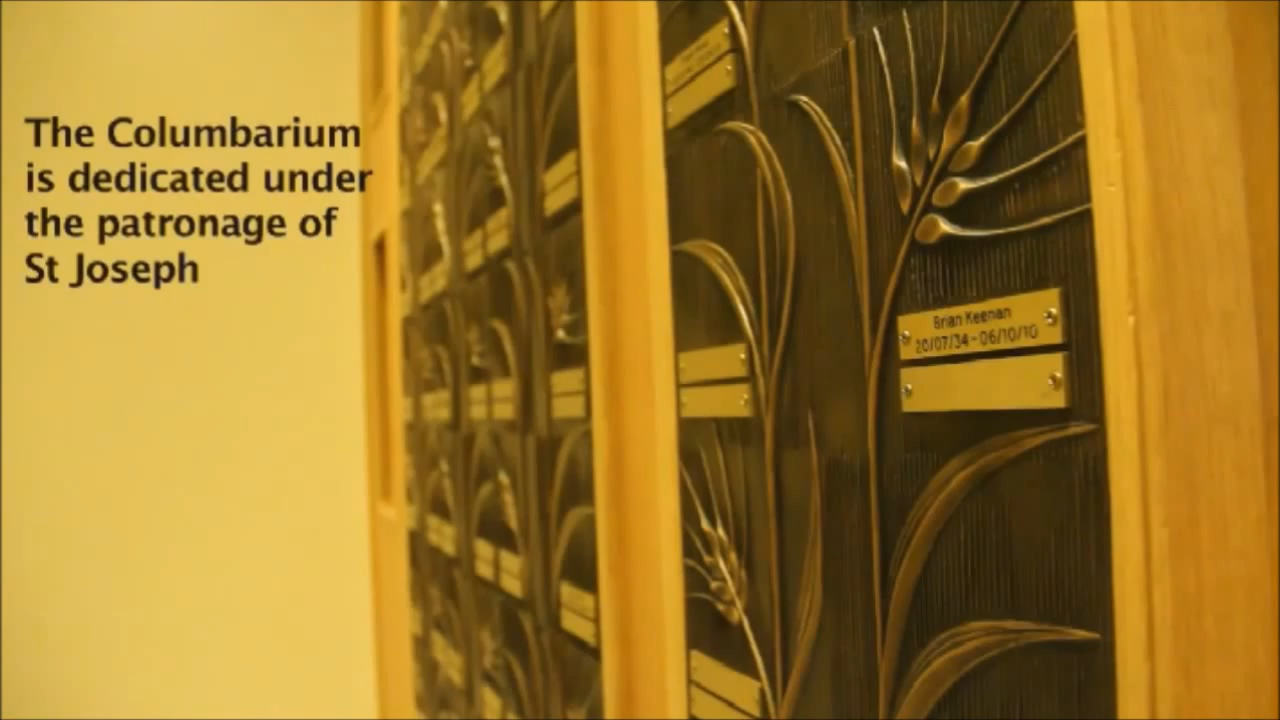 The Columbarium
is dedicated under
the patronage of
St Joseph
Brian Keenan
20/07/34 - 06/10/10